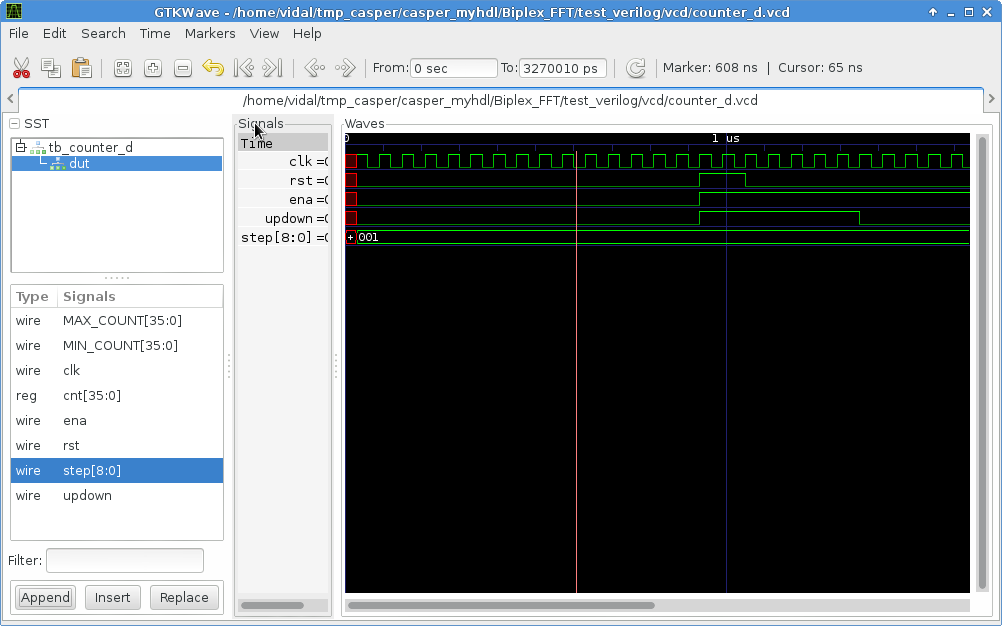 GTKWave - /home/vidal/tmp_casper/casper_myhdl/Biplex_FFT/test_verilog/vcd/counter_d.vcd
File Edit Search Time Markers View Help
From: 0 sec To: 3270010 ps Marker: 608 ns | Cursor: 65 ns
/home/vidal/tmp_casper/casper_myhdl/Biplex_FFT/test_verilog/vcd/counter_d.vcd
SST
tb_counter_d
dut
Type Signals
wire MAX_COUNT[35:0]
wire MIN_COUNT[35:0]
wire clk
reg cnt[35:0]
wire ena
wire rst
wire step[8:0]
wire updown
Filter:
Append Insert Replace
Signals
Time
clk =0
rst =0
ena =0
updown =0
step[8:0] =0
Waves
0 1 us
+ 001